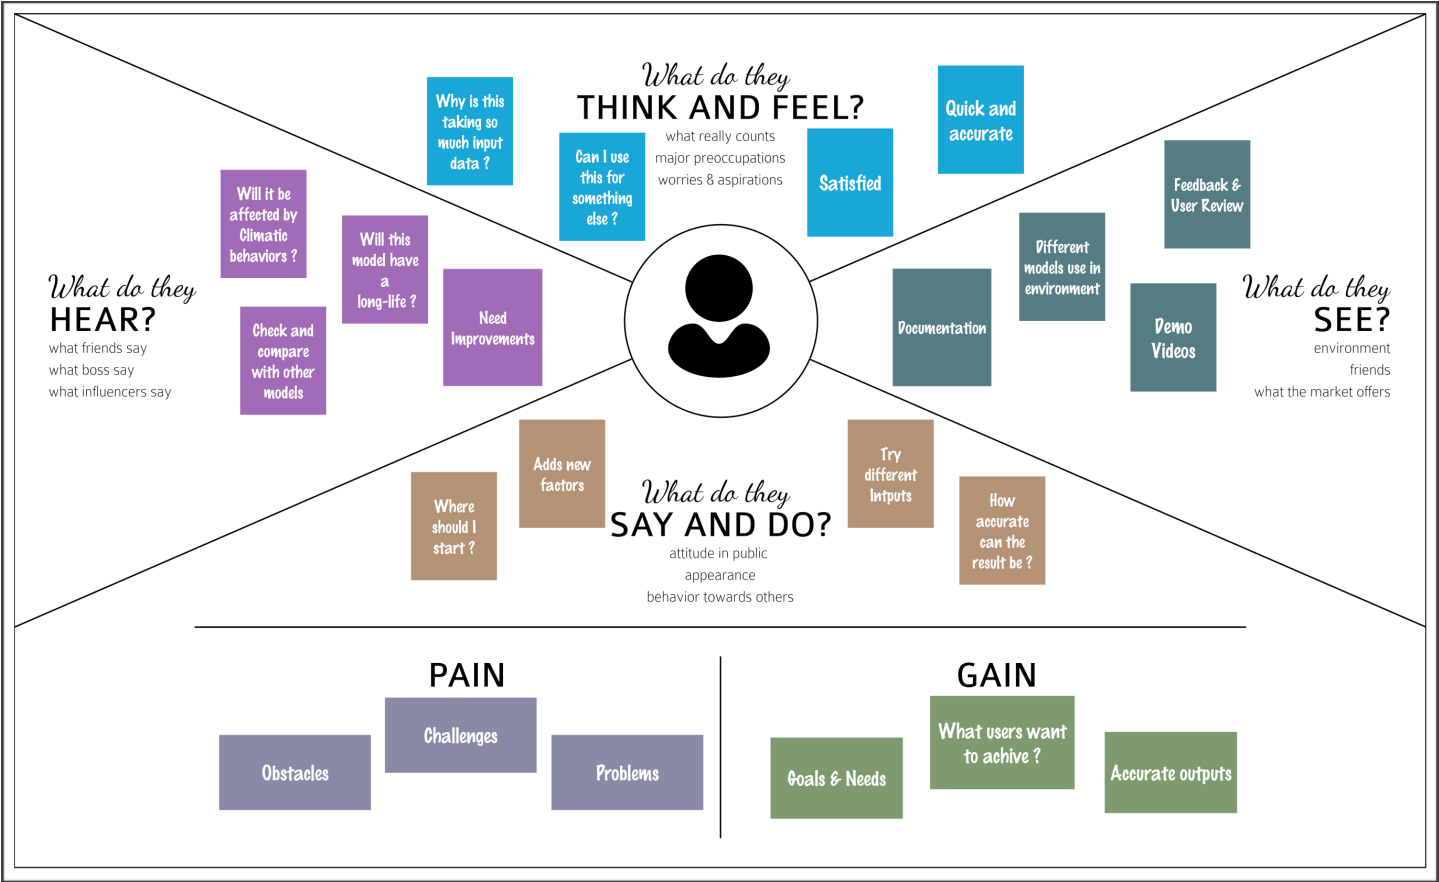 What do they
THINK AND FEEL?
what really counts
major preoccupations
worries & aspirations
Why is this
taking so
much input
data ?
Can I use
this for
something
else ?
Satisfied
Quick and
accurate
What do they
HEAR?
what friends say
what boss say
what influencers say
Will it be
affected by
Climatic
behaviors ?
Will this
model have
a
long-life ?
Check and
compare
with other
models
Need
Improvements
What do they
SEE?
environment
friends
what the market offers
Documentation
Different
models use in
environment
Feedback &
User Review
Demo
Videos
What do they
SAY AND DO?
attitude in public
appearance
behavior towards others
Where
should I
start ?
Adds new
factors
Try
different
Intputs
How
accurate
can the
result be ?
PAIN
Obstacles
Challenges
Problems
GAIN
Goals & Needs
What users want
to achive ?
Accurate outputs